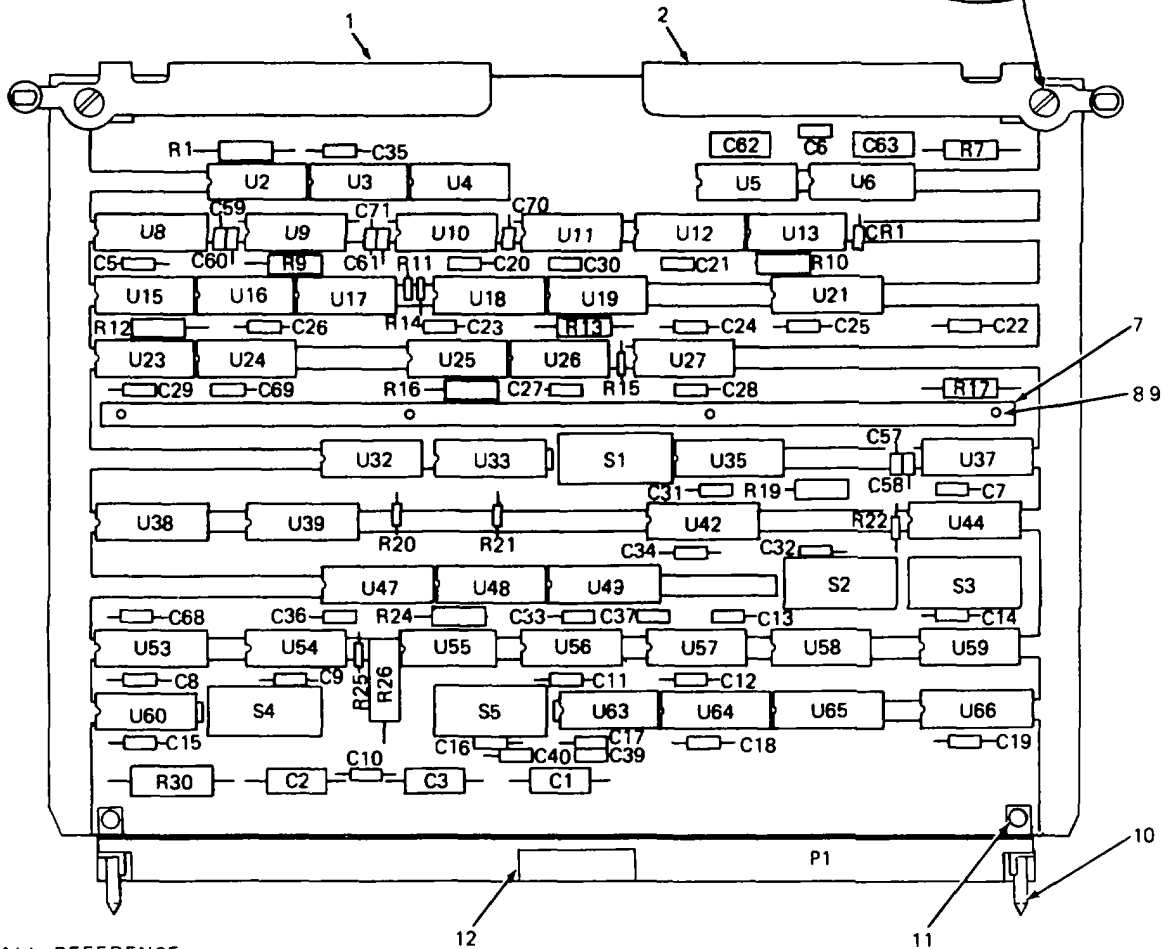 1 2
R1 C35 C62 C6 C63 R7
U2 U3 U4 U5 U6
C59 C71 C70
U8 U9 U10 U11 U12 U13 CR1
C60 C61 R11
C5 R9 C20 C30 C21 R10
U15 U16 U17 U18 U19 U21
R12 C26 R14 C23 R13 C24 C25 C22
7
U23 U24 U25 U26 U27
C29 C69 R16 C27 R15 C28 R17
8 9
C57
U32 U33 S1 U35 U37
C58
C31 R19 C7
U38 U39 U42 R22 U44
R20 R21
C34 C32
U47 U48 U49 S2 S3
C68 C36 R24 C33 C37 C13 C14
U53 U54 U55 U56 U57 U58 U59
C8 C9 R25 R26 C11 C12
U60 S4 S5 U63 U64 U65 U66
C15 C16 C17 C18 C19
C10 C40 C39
R30 C2 C3 C1
10
P1
12 11